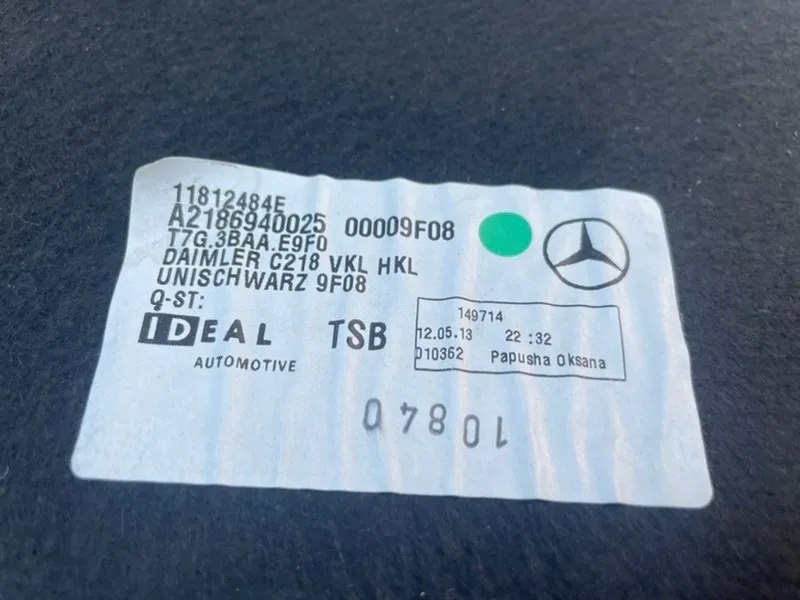 11812484E
A2186940025 00009F08
T7G.3BAA.E9F0
DAIMLER C218 VKL HKL
UNISCHWARZ 9F08
Q-ST:
IDEAL
AUTOMOTIVE
TSB
149714
12.05.13 22 :32
D10362 Papusha Oksana
10840